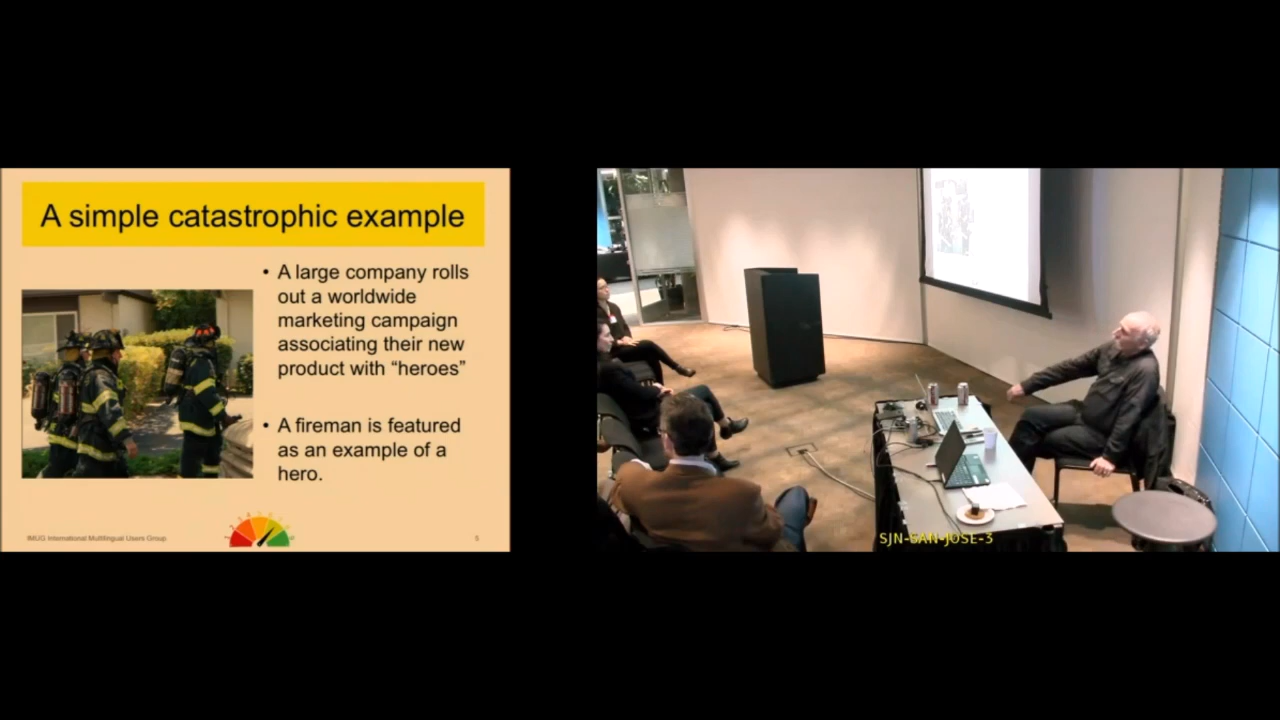 A simple catastrophic example
• A large company rolls
out a worldwide
marketing campaign
associating their new
product with “heroes”
• A fireman is featured
as an example of a
hero.
IMUG International Multilingual Users Group
5
SJN-SAN-JOSE-3